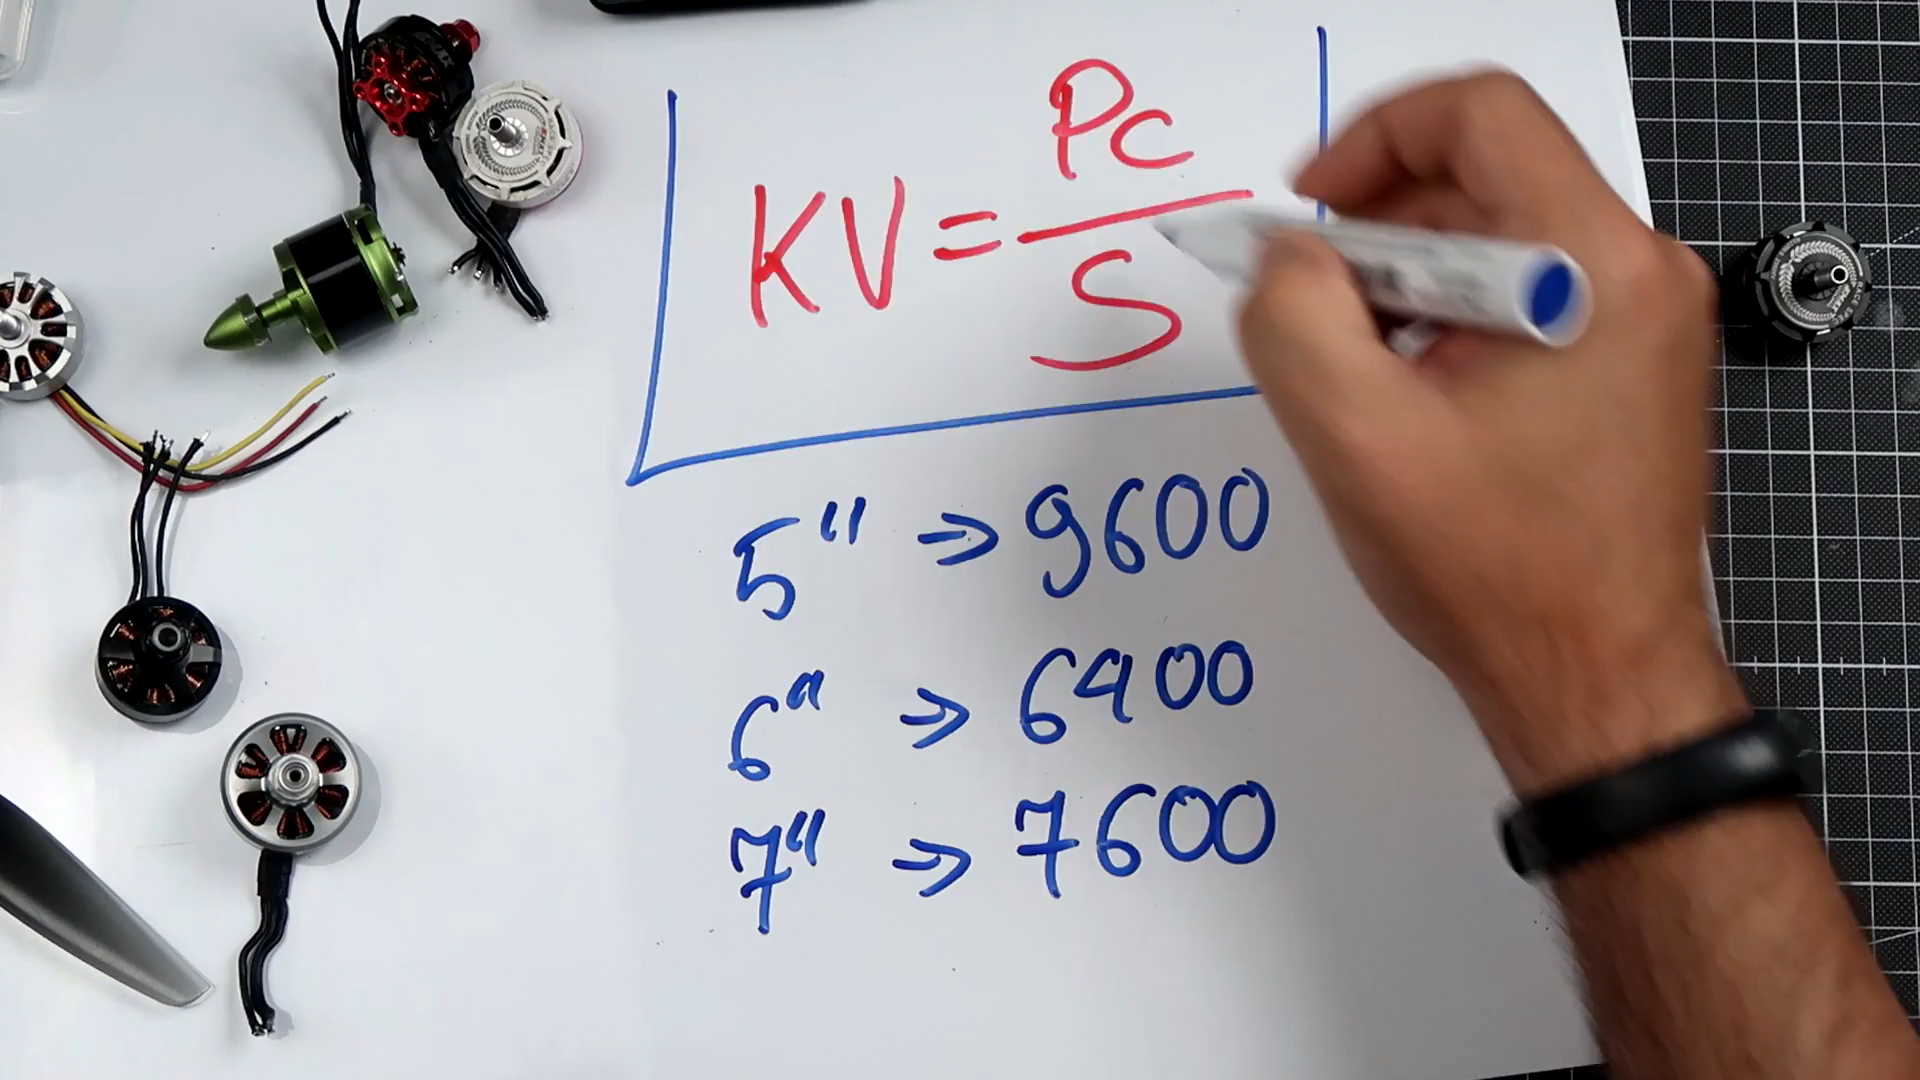 KV = Pc
S
5" => 9600
6" => 6400
7" => 7600